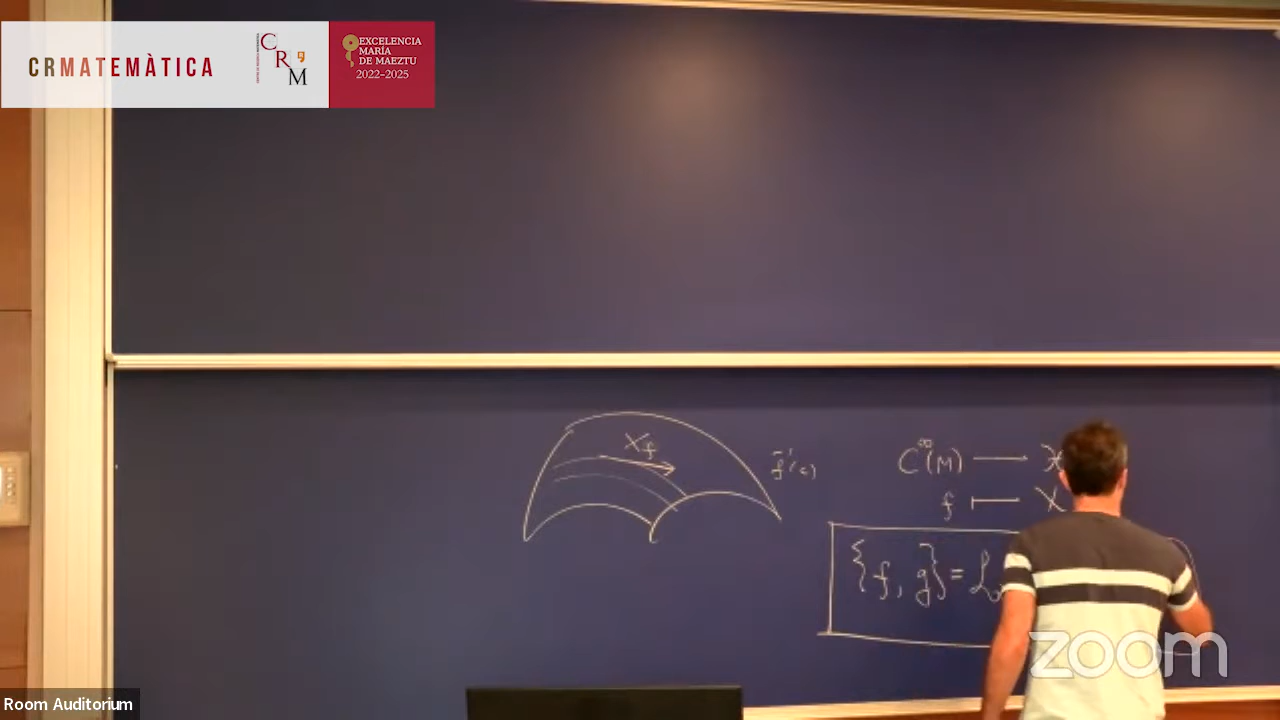 CRMATEMÀTICA
CRM
EXCELENCIA
MARÍA
DE MAEZTU
2022-2025
X_f
f⁻¹(c)
C^∞(M) ⟶ X
f ⟼ X
{f, g} = L
zoom
Room Auditorium